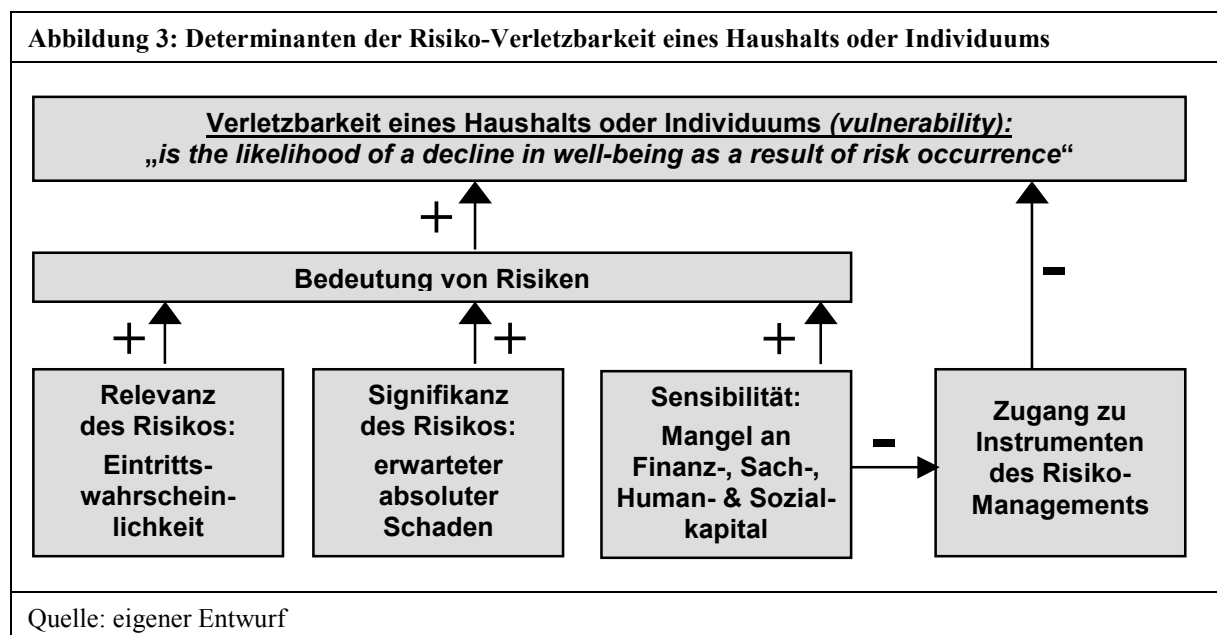 Abbildung 3: Determinanten der Risiko-Verletzbarkeit eines Haushalts oder Individuums
Verletzbarkeit eines Haushalts oder Individuums (vulnerability):
„is the likelihood of a decline in well-being as a result of risk occurrence“
+
-
Bedeutung von Risiken
+
+
+
Relevanz
des Risikos:
Eintritts-
wahrschein-
lichkeit
Signifikanz
des Risikos:
erwarteter
absoluter
Schaden
Sensibilität:
Mangel an
Finanz-, Sach-,
Human- & Sozial-
kapital
-
Zugang zu
Instrumenten
des Risiko-
Managements
Quelle: eigener Entwurf